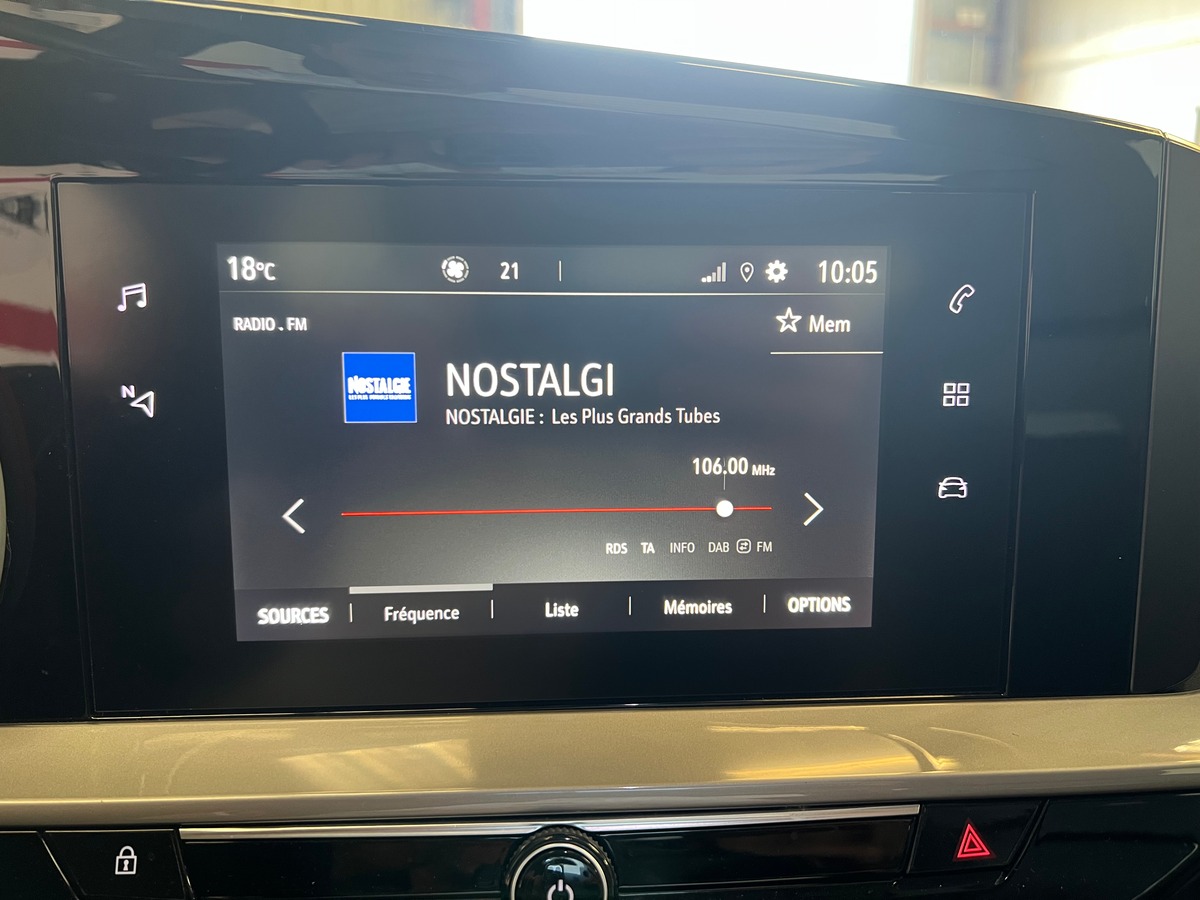 18°C
21
10:05
RADIO . FM
Mem
N
NOSTALGIE
NOSTALGI
NOSTALGIE : Les Plus Grands Tubes
106.00 MHz
RDS TA INFO DAB FM
SOURCES Fréquence Liste Mémoires OPTIONS